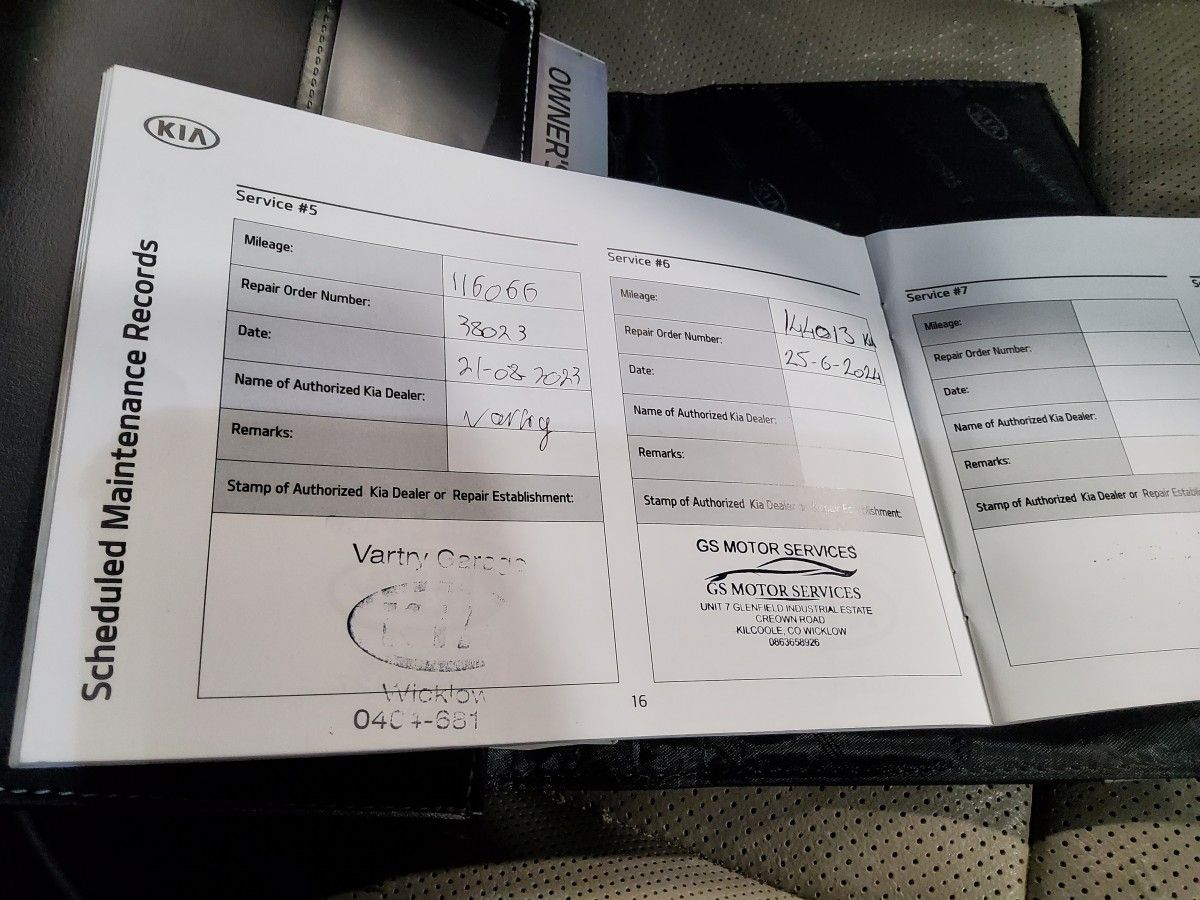 KIA
OWNER'S
Scheduled Maintenance Records
Service #5
Mileage: 116066
Repair Order Number: 38023
Date: 21-08-2023
Name of Authorized Kia Dealer: Vartry
Remarks:
Stamp of Authorized Kia Dealer or Repair Establishment:
Vartry Garage
KIA
Wicklow
0404-681
Service #6
Mileage: 144013 KM
Repair Order Number: 25-6-2024
Date:
Name of Authorized Kia Dealer:
Remarks:
Stamp of Authorized Kia Dealer or Repair Establishment:
GS MOTOR SERVICES
GS MOTOR SERVICES
UNIT 7 GLENFIELD INDUSTRIAL ESTATE
CREOWN ROAD
KILCOOLE, CO WICKLOW
0863658926
16
Service #7
Mileage:
Repair Order Number:
Date:
Name of Authorized Kia Dealer:
Remarks:
Stamp of Authorized Kia Dealer or Repair